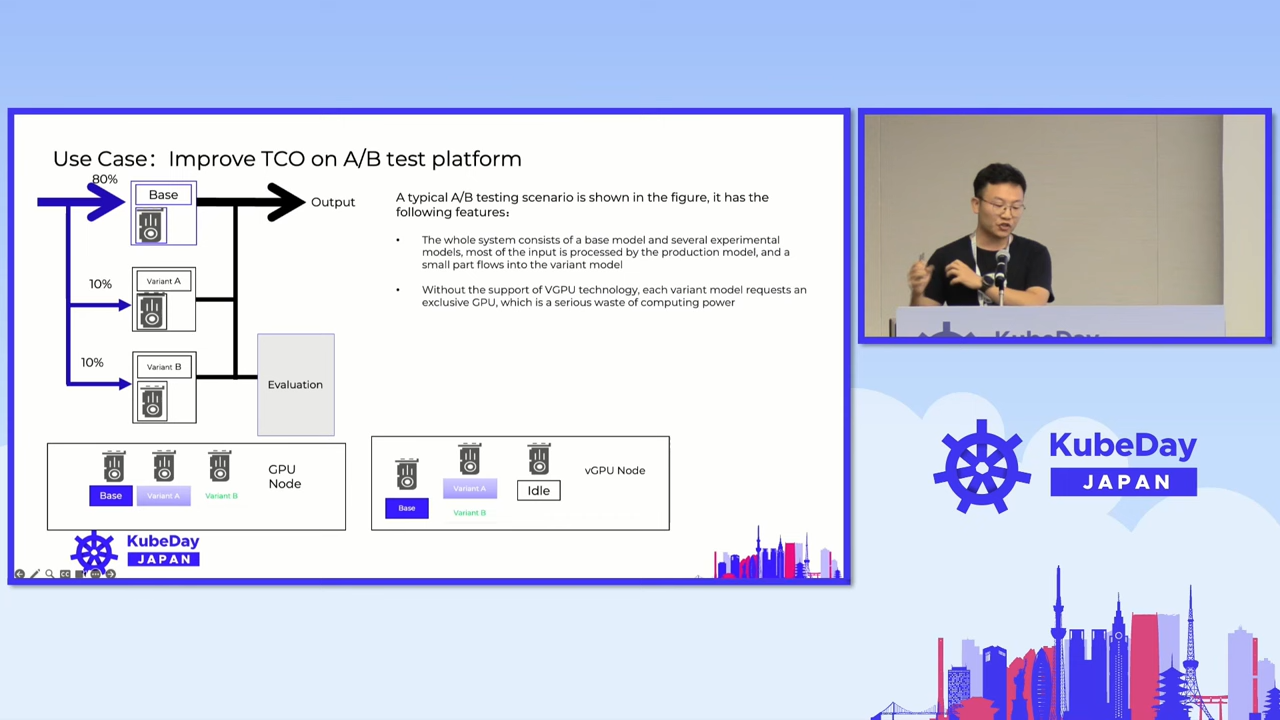 Use Case： Improve TCO on A/B test platform
80%
Base
Output
10%
Variant A
10%
Variant B
Evaluation
A typical A/B testing scenario is shown in the figure, it has the
following features：
• The whole system consists of a base model and several experimental
models, most of the input is processed by the production model, and a
small part flows into the variant model
• Without the support of VGPU technology, each variant model requests an
exclusive GPU, which is a serious waste of computing power
Base
Variant A
Variant B
GPU
Node
Base
Variant A
Variant B
Idle
vGPU Node
KubeDay
JAPAN
KubeDay
KubeDay
JAPAN